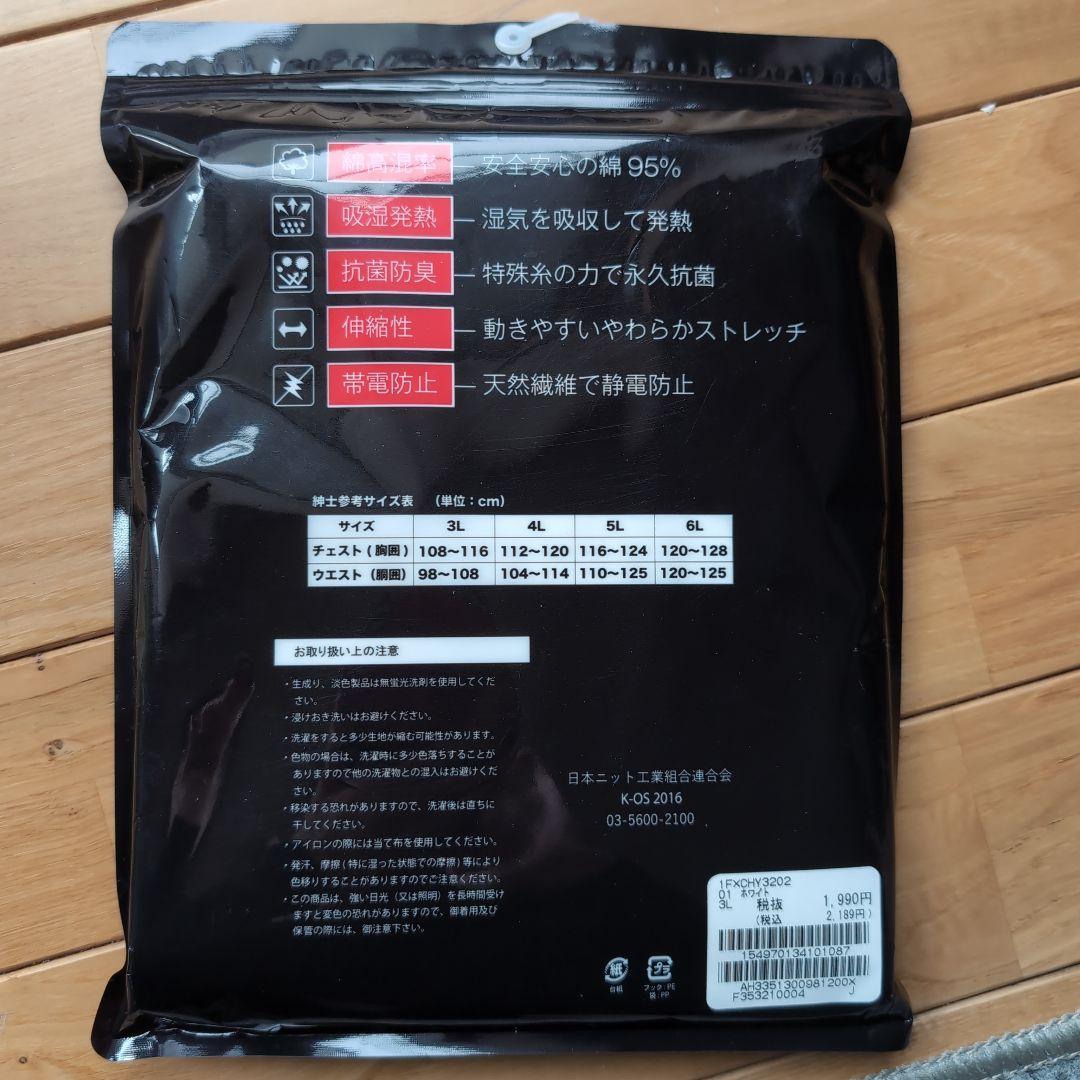 綿高混率 安全安心の綿 95%
吸湿発熱 湿気を吸収して発熱
抗菌防臭 特殊糸の力で永久抗菌
伸縮性 動きやすいやわらかストレッチ
帯電防止 天然繊維で静電防止
紳士参考サイズ表 (単位:cm)
サイズ 3L 4L 5L 6L
チェスト(胸囲) 108〜116 112〜120 116〜124 120〜128
ウエスト(胴囲) 98〜108 104〜114 110〜125 120〜125
お取り扱い上の注意
・生成り、淡色製品は無蛍光洗剤を使用してくだ
さい。
・浸けおき洗いはお避けください。
・洗濯をすると多少生地が縮む可能性があります。
・色物の場合は、洗濯時に多少色落ちすることが
ありますので他の洗濯物との混入はお避けくだ
さい。
・移染する恐れがありますので、洗濯後は直ちに
干してください。
・アイロンの際には当て布を使用してください。
・発汗、摩擦(特に湿った状態での摩擦)等により
色移りすることがありますのでご注意ください。
・この商品は、強い日光(又は照明)を長時間受け
ますと変色の恐れがありますので、御着用及び
保管の際には、御注意下さい。
日本ニット工業組合連合会
K-OS 2016
03-5600-2100
紙
台紙
プラ
フック:PE
袋:PP
1FXCHY3202
01 ホワイト
3L 税抜 1,990円
(税込 2,189円)
154970134101087
AH3351300981200X
F353210004 J